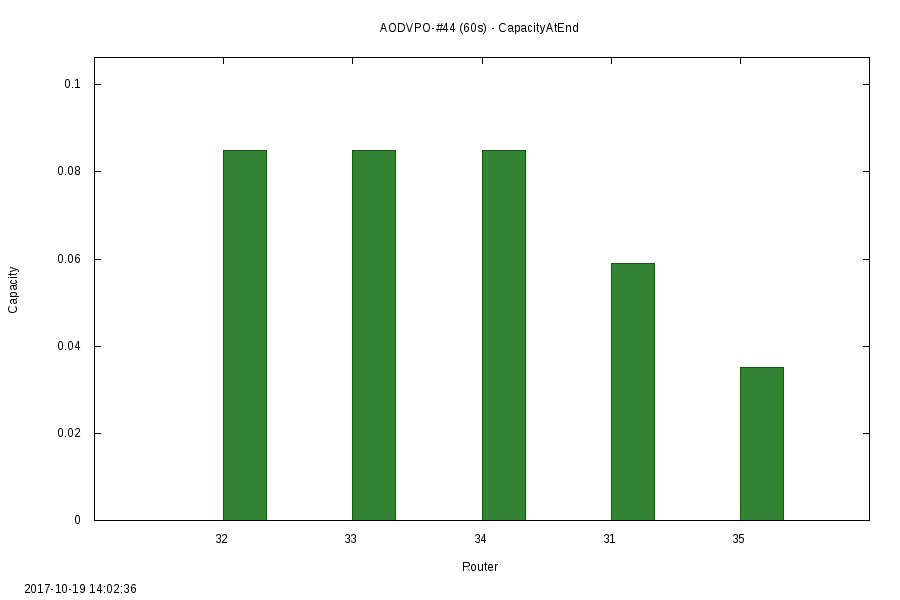 AODVPO-#44 (60s) - CapacityAtEnd
0.1
0.08
0.06
0.04
0.02
0
Capacity
32 33 34 31 35
Router
2017-10-19 14:02:36